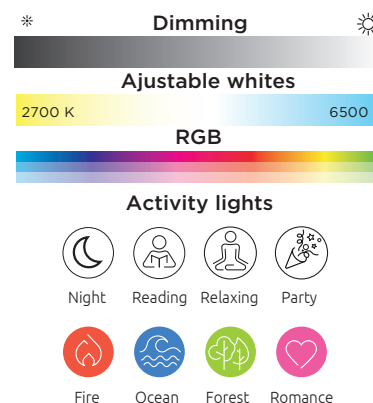 Dimming
Ajustable whites
2700 K 6500
RGB
Activity lights
Night Reading Relaxing Party
Fire Ocean Forest Romance